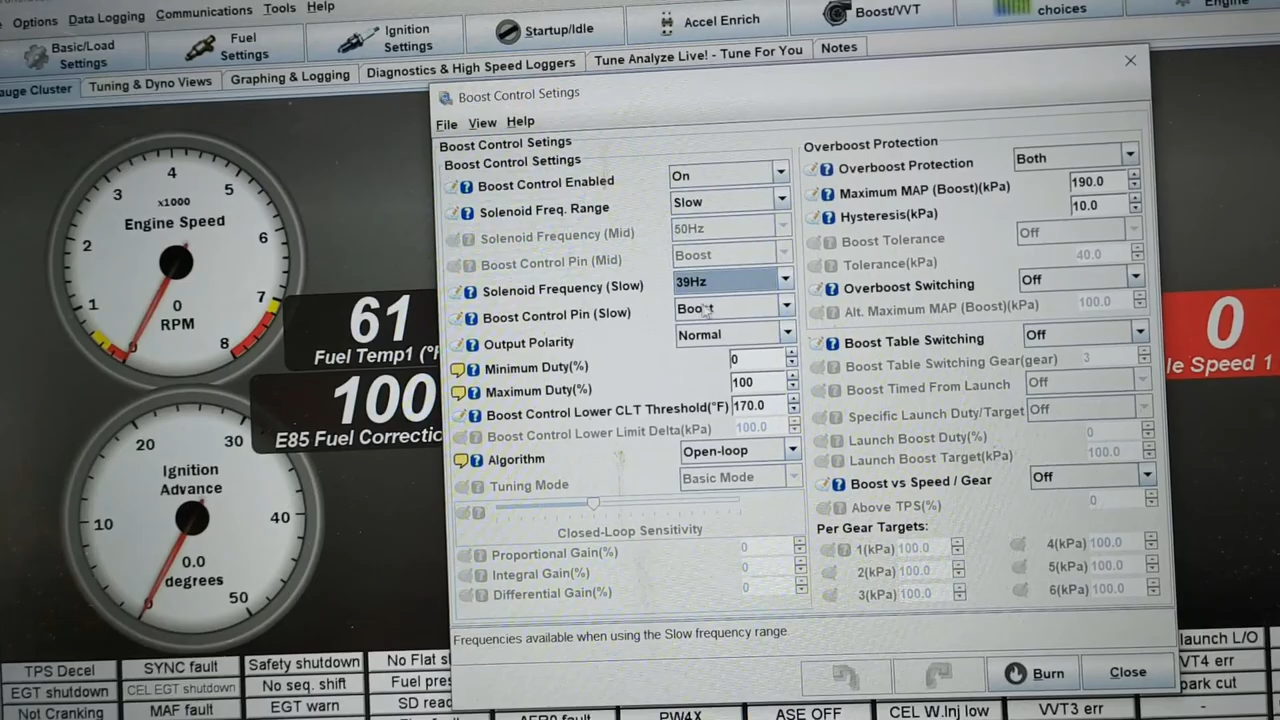 Options
Data Logging
Communications
Tools
Help
Basic/Load
Settings
Fuel
Settings
Ignition
Settings
Startup/Idle
Accel Enrich
Boost/VVT
choices
Gauge Cluster
Tuning & Dyno Views
Graphing & Logging
Diagnostics & High Speed Loggers
Tune Analyze Live! - Tune For You
Notes
Boost Control Setings
File View Help
Boost Control Setings
Boost Control Settings
Boost Control Enabled On
Solenoid Freq. Range Slow
Solenoid Frequency (Mid) 50Hz
Boost Control Pin (Mid) Boost
Solenoid Frequency (Slow) 39Hz
Boost Control Pin (Slow) Boost
Output Polarity Normal
Minimum Duty(%) 0
Maximum Duty(%) 100
Boost Control Lower CLT Threshold(°F) 170.0
Boost Control Lower Limit Delta(kPa) 100.0
Algorithm Open-loop
Tuning Mode Basic Mode
Closed-Loop Sensitivity
Proportional Gain(%) 0
Integral Gain(%) 0
Differential Gain(%) 0
Overboost Protection
Overboost Protection Both
Maximum MAP (Boost)(kPa) 190.0
Hysteresis(kPa) 10.0
Boost Tolerance Off
Tolerance(kPa) 40.0
Overboost Switching Off
Alt. Maximum MAP (Boost)(kPa) 100.0
Boost Table Switching Off
Boost Table Switching Gear(gear) 3
Boost Timed From Launch Off
Specific Launch Duty/Target Off
Launch Boost Duty(%) 0
Launch Boost Target(kPa) 100.0
Boost vs Speed / Gear Off
Above TPS(%) 0
Per Gear Targets:
1(kPa) 100.0 4(kPa) 100.0
2(kPa) 100.0 5(kPa) 100.0
3(kPa) 100.0 6(kPa) 100.0
Frequencies available when using the Slow frequency range
Burn
Close
1 2 3 4 5 6 7 8
x1000
Engine Speed
0
RPM
61
Fuel Temp1 (°F
100
E85 Fuel Correctio
10 20 30 40 50
Ignition
Advance
0.0
degrees
0
le Speed 1
TPS Decel
SYNC fault
Safety shutdown
No Flat s
launch L/O
EGT shutdown
CEL EGT shutdown
No seq. shift
Fuel pres
VT4 err
park cut
Not Cranking
MAF fault
EGT warn
SD read
AFR0 fault
PW4X
ASE OFF
CEL W.Inj low
VVT3 err
-